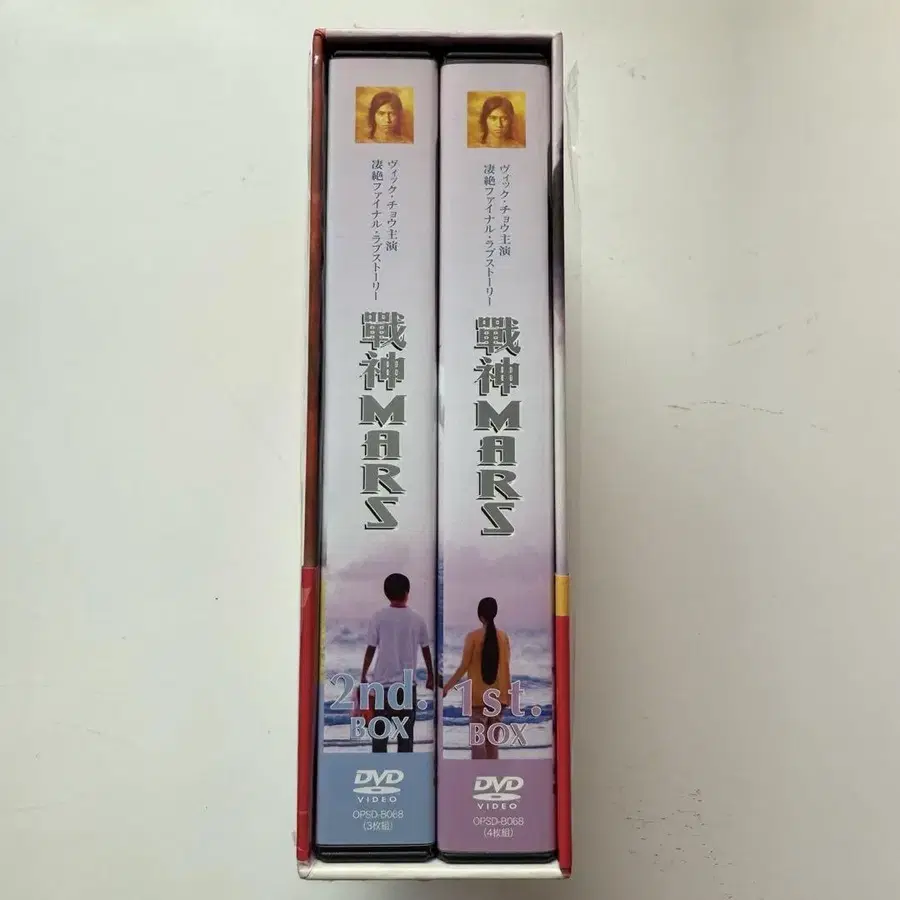 ヴィック・チョウ主演
凄絶ファイナル・ラブストーリー
戰神
MARS
2nd.
BOX
DVD
VIDEO
OPSD-B068
(3枚組)
ヴィック・チョウ主演
凄絶ファイナル・ラブストーリー
戰神
MARS
1st.
BOX
DVD
VIDEO
OPSD-B068
(4枚組)